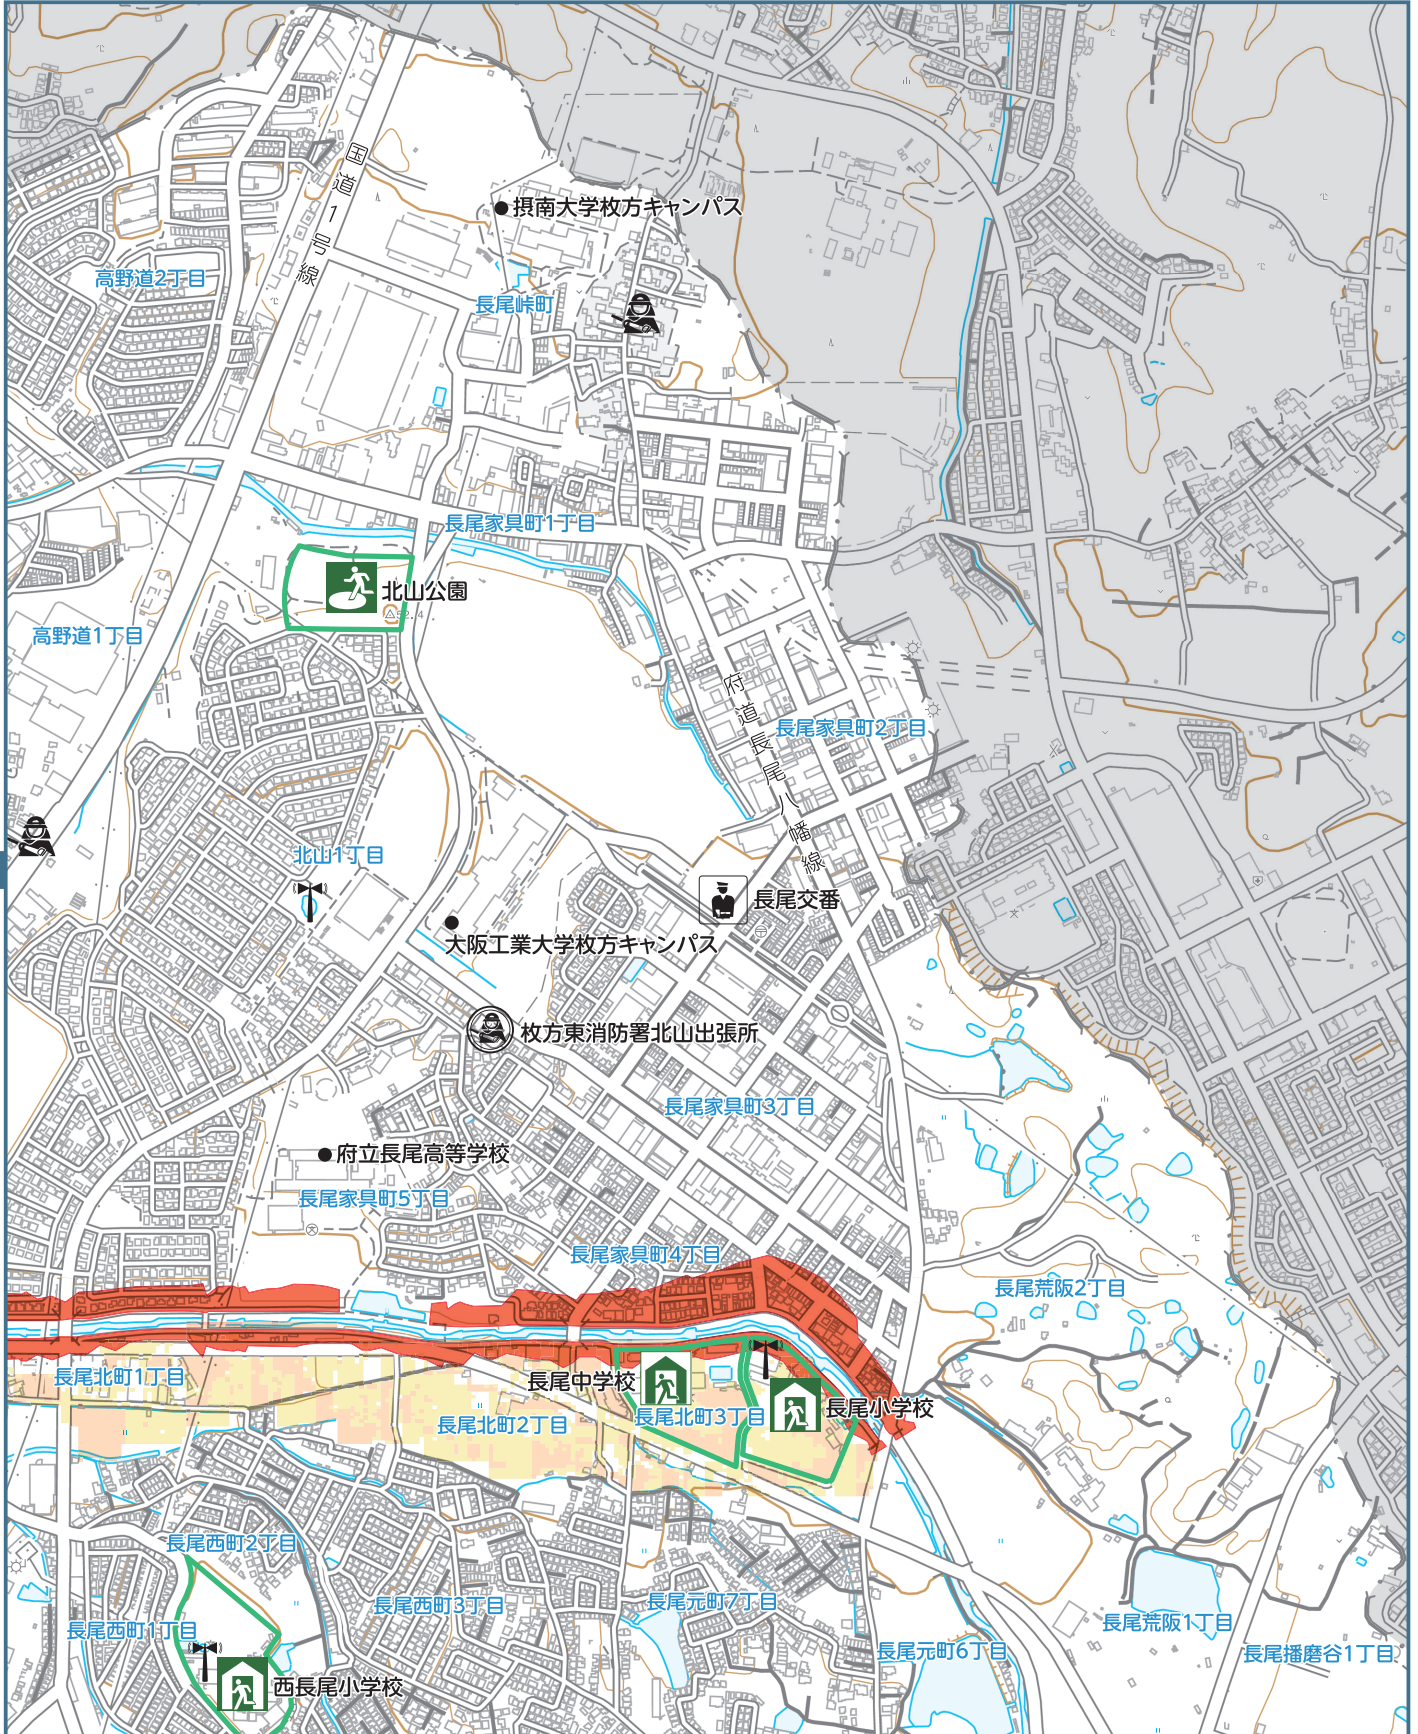 国道1号線
摂南大学枚方キャンパス
高野道2丁目
長尾峠町
長尾家具町1丁目
北山公園
52.4
高野道1丁目
府道長尾八幡線
長尾家具町2丁目
北山1丁目
長尾交番
大阪工業大学枚方キャンパス
枚方東消防署北山出張所
長尾家具町3丁目
府立長尾高等学校
長尾家具町5丁目
長尾家具町4丁目
長尾荒阪2丁目
長尾北町1丁目
長尾中学校
長尾小学校
長尾北町3丁目
長尾北町2丁目
長尾西町2丁目
長尾西町3丁目
長尾元町7丁目
長尾西町1丁目
長尾荒阪1丁目
長尾元町6丁目
長尾播磨谷1丁目
西長尾小学校